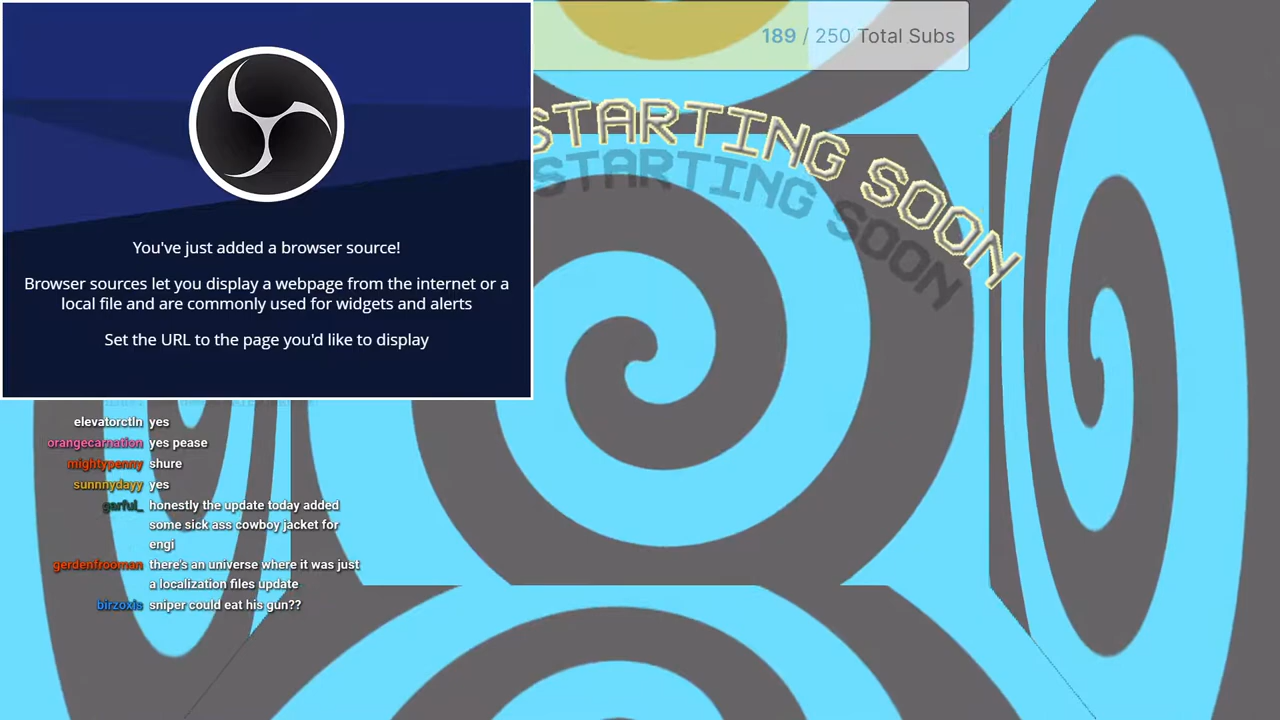 189 / 250 Total Subs
STARTING SOON
STARTING SOON
You've just added a browser source!
Browser sources let you display a webpage from the internet or a
local file and are commonly used for widgets and alerts
Set the URL to the page you'd like to display
elevatorctln yes
orangecarnation yes pease
mightypenny shure
sunnnydayy yes
garful_ honestly the update today added
some sick ass cowboy jacket for
engi
gerdenfrooman there's an universe where it was just
a localization files update
birzoxis sniper could eat his gun??